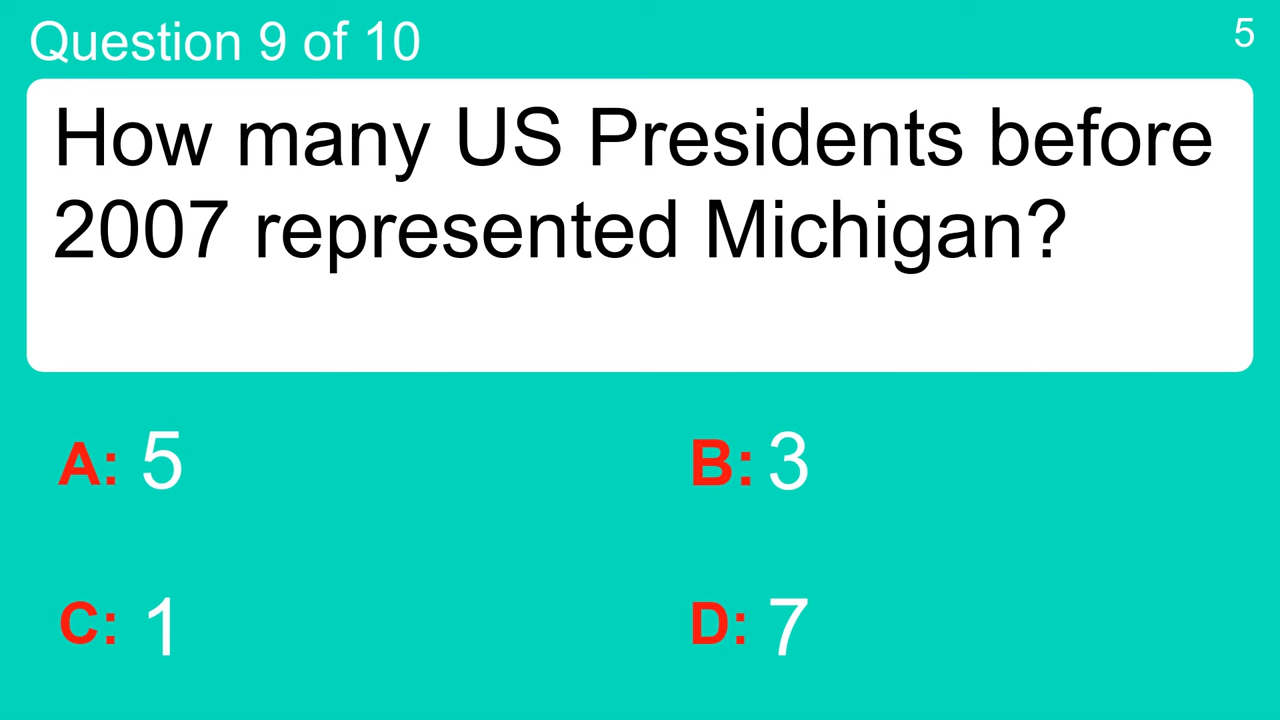 Question 9 of 10
5
How many US Presidents before
2007 represented Michigan?
A: 5
B: 3
C: 1
D: 7